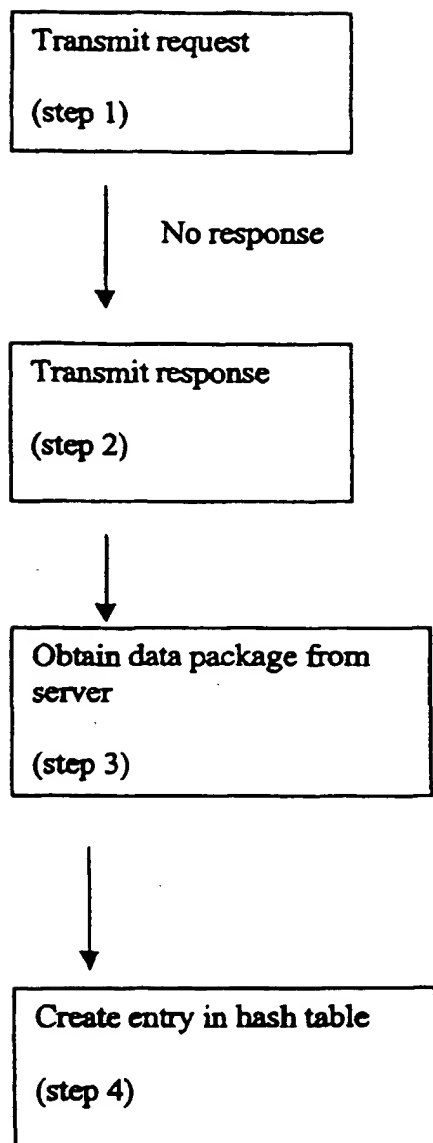 Transmit request
(step 1)
No response
Transmit response
(step 2)
Obtain data package from
server
(step 3)
Create entry in hash table
(step 4)